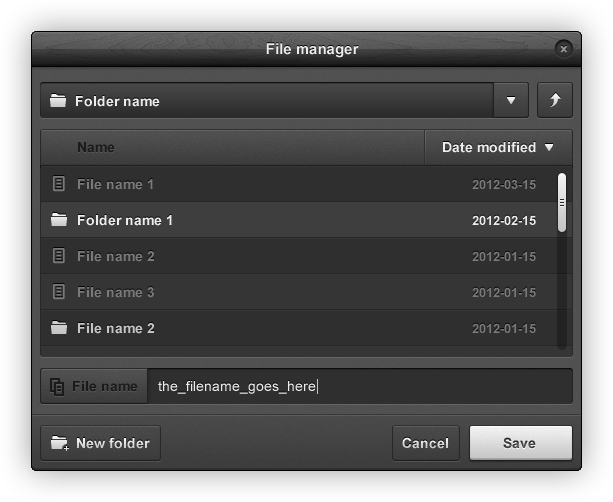 File manager
Folder name
Name Date modified
File name 1 2012-03-15
Folder name 1 2012-02-15
File name 2 2012-01-15
File name 3 2012-01-15
File name 2 2012-01-15
File name the_filename_goes_here
New folder Cancel Save